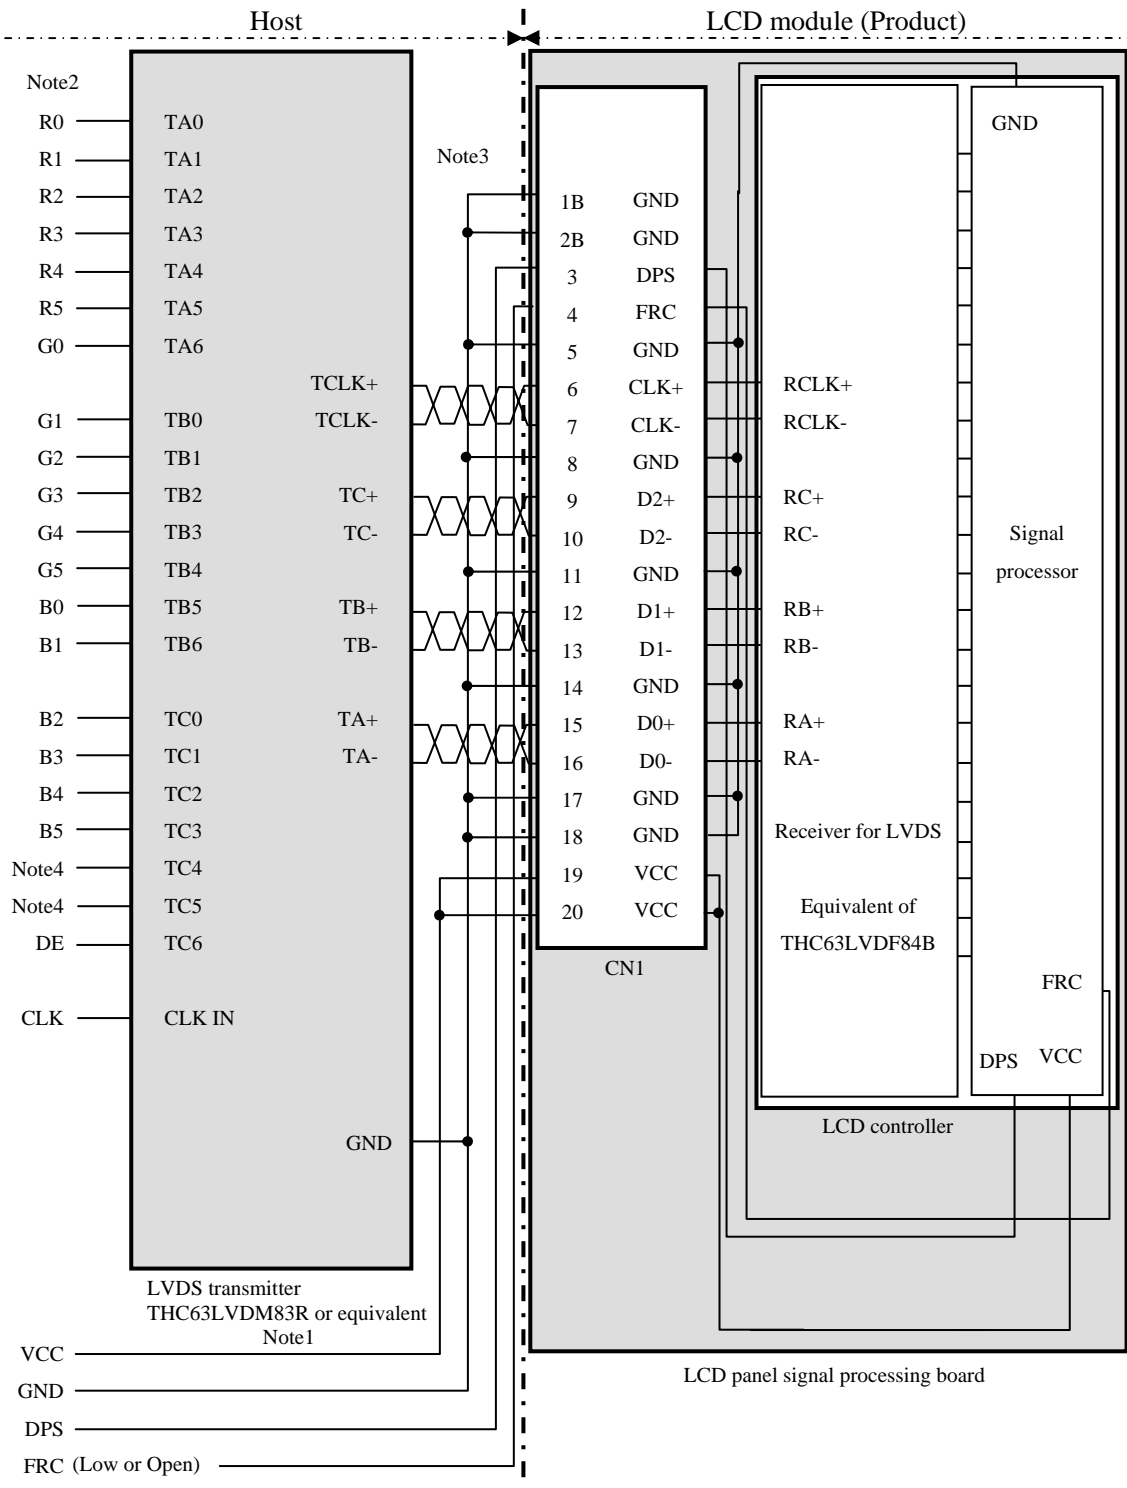 Host LCD module (Product)
Note2
R0 TA0 GND
R1 TA1 Note3
R2 TA2 1B GND
R3 TA3 2B GND
R4 TA4 3 DPS
R5 TA5 4 FRC
G0 TA6 5 GND
TCLK+ 6 CLK+ RCLK+
G1 TB0 TCLK- 7 CLK- RCLK-
G2 TB1 8 GND
G3 TB2 TC+ 9 D2+ RC+
G4 TB3 TC- 10 D2- RC- Signal
G5 TB4 11 GND processor
B0 TB5 TB+ 12 D1+ RB+
B1 TB6 TB- 13 D1- RB-
14 GND
B2 TC0 TA+ 15 D0+ RA+
B3 TC1 TA- 16 D0- RA-
B4 TC2 17 GND
B5 TC3 18 GND Receiver for LVDS
Note4 TC4 19 VCC
Note4 TC5 20 VCC Equivalent of
DE TC6 THC63LVDF84B
CN1
FRC
CLK CLK IN
DPS VCC
LCD controller
GND
LVDS transmitter
THC63LVDM83R or equivalent
Note1
VCC
LCD panel signal processing board
GND
DPS
FRC (Low or Open)